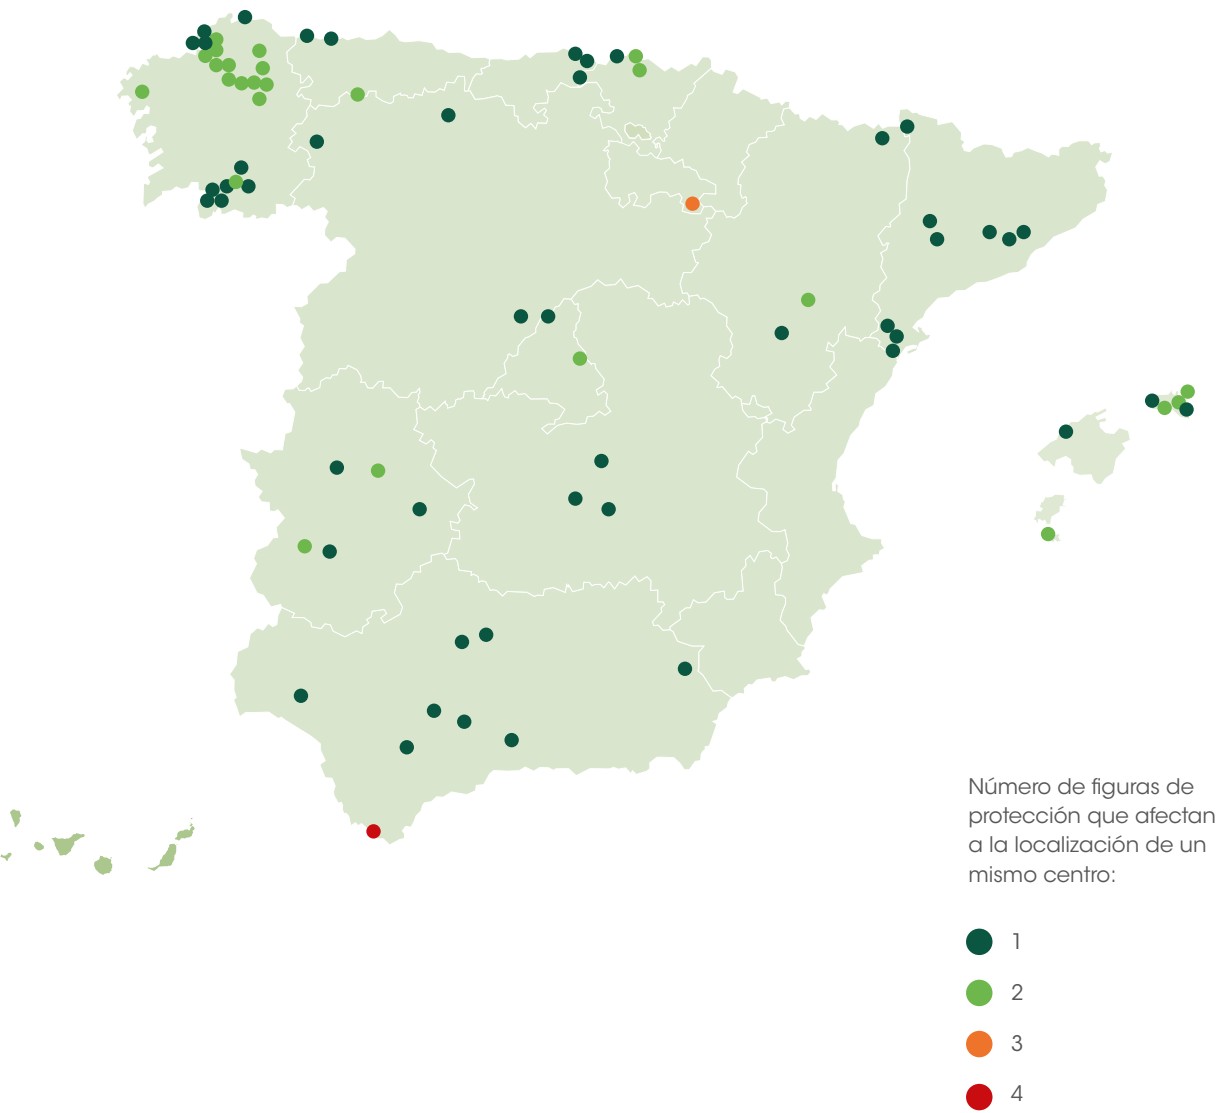 Número de figuras de
protección que afectan
a la localización de un
mismo centro:
1
2
3
4